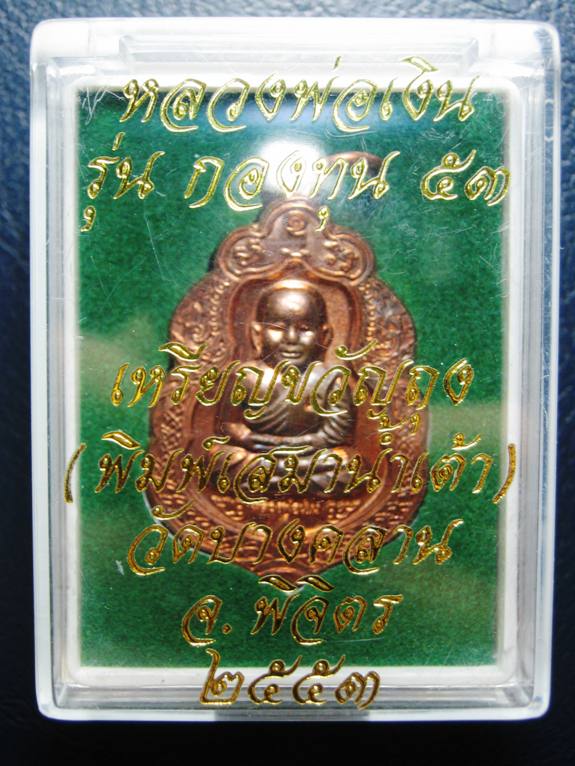 หลวงพ่อเงิน
รุ่น กองทุน ๕๓
เหรียญขวัญถุง
(พิมพ์เสมาน้ำเต้า)
วัดบางคลาน
จ. พิจิตร
๒๕๕๓